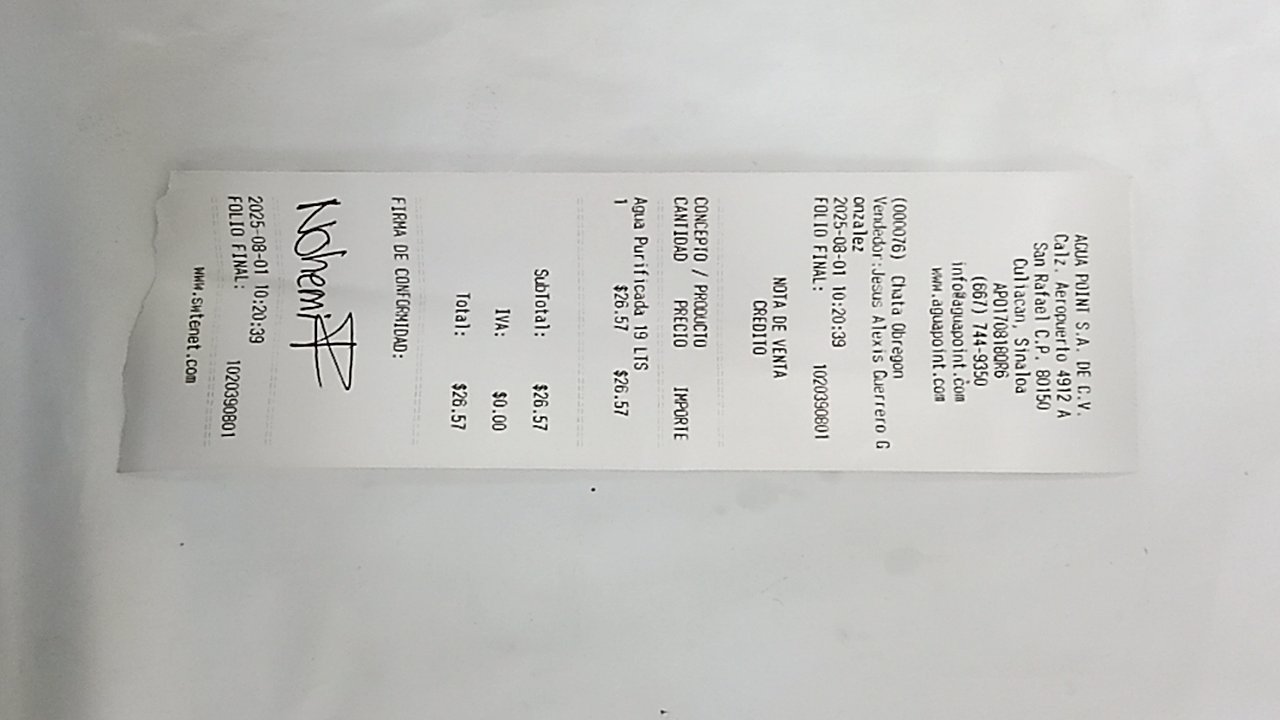 AGUA POINT S.A. DE C.V.
Calz. Aeropuerto 4912 A
San Rafael C.P. 80150
Culiacan, Sinaloa
APO170818QR6
(667) 744-9350
info@aguapoint.com
www.aguapoint.com
(000076) Chata Obregon
Vendedor:Jesus Alexis Guerrero G
onzalez
2025-08-01 10:20:39
FOLIO FINAL: 1020390801
NOTA DE VENTA
CREDITO
CONCEPTO / PRODUCTO
CANTIDAD PRECIO IMPORTE
Agua Purificada 19 LTS
1 $26.57 $26.57
SubTotal: $26.57
IVA: $0.00
Total: $26.57
FIRMA DE CONFORMIDAD:
Nohemi
2025-08-01 10:20:39
FOLIO FINAL: 1020390801
www.swtenet.com